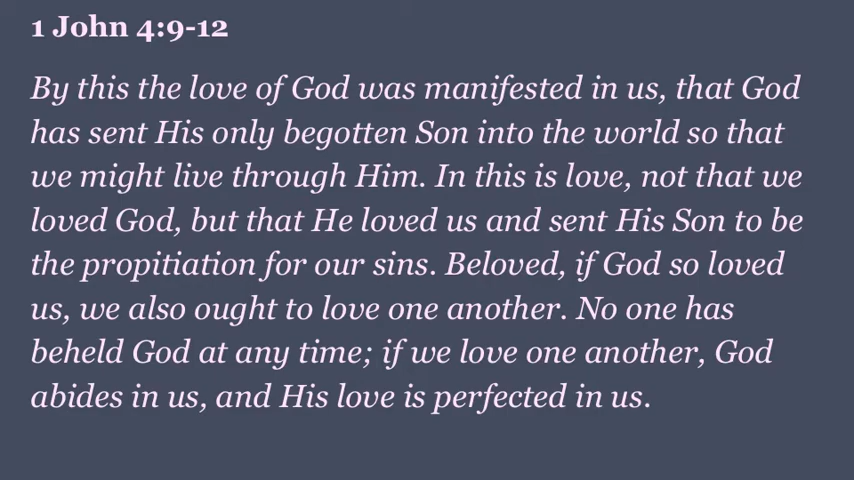 1 John 4:9-12
By this the love of God was manifested in us, that God
has sent His only begotten Son into the world so that
we might live through Him. In this is love, not that we
loved God, but that He loved us and sent His Son to be
the propitiation for our sins. Beloved, if God so loved
us, we also ought to love one another. No one has
beheld God at any time; if we love one another, God
abides in us, and His love is perfected in us.